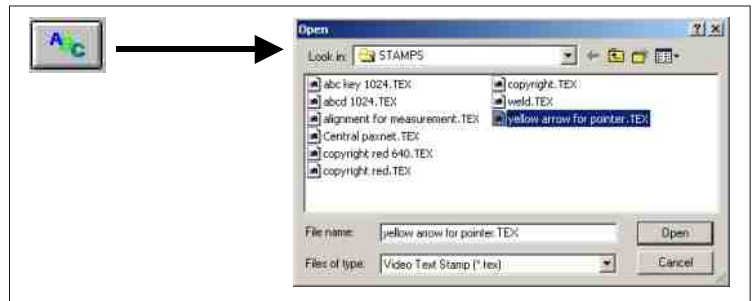 ABC
Open
Look in: STAMPS
abc key 1024.TEX
abcd 1024.TEX
alignment for measurement.TEX
Central paxnet.TEX
copyright red 640.TEX
copyright red.TEX
copyright.TEX
weld.TEX
yellow arrow for pointer.TEX
File name: yellow arrow for pointer.TEX Open
Files of type: Video Text Stamp (*.tex) Cancel